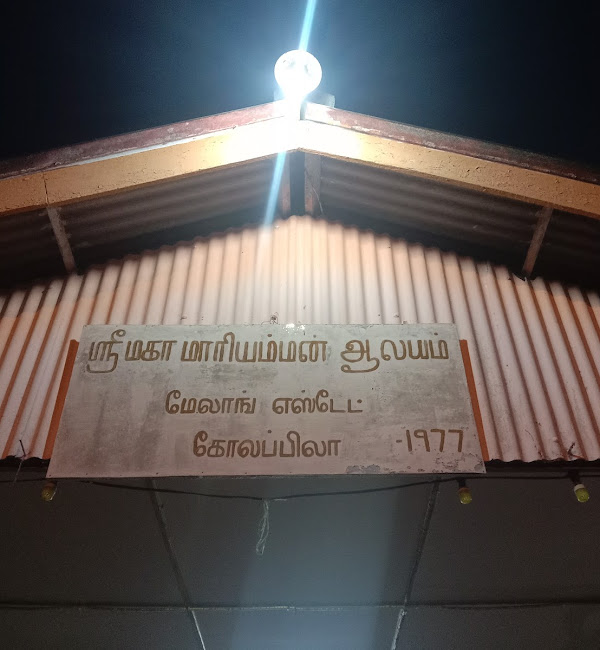 ஸ்ரீ மகா மாரியம்மன் ஆலயம்
மேலாங் எஸ்டேட்
கோலப்பிலா -1977